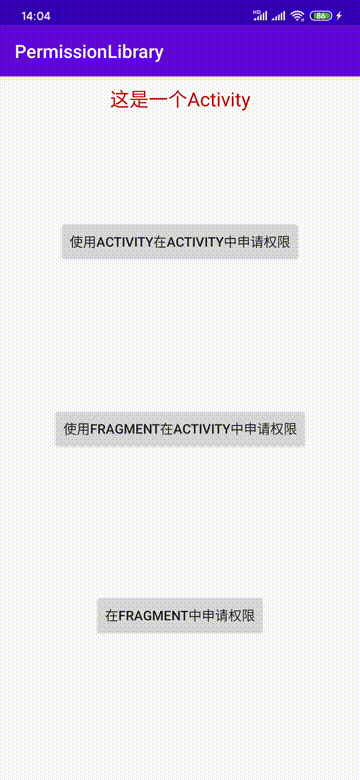 14:04
HD
86
PermissionLibrary
这是一个Activity
使用ACTIVITY在ACTIVITY中申请权限
使用FRAGMENT在ACTIVITY中申请权限
在FRAGMENT中申请权限